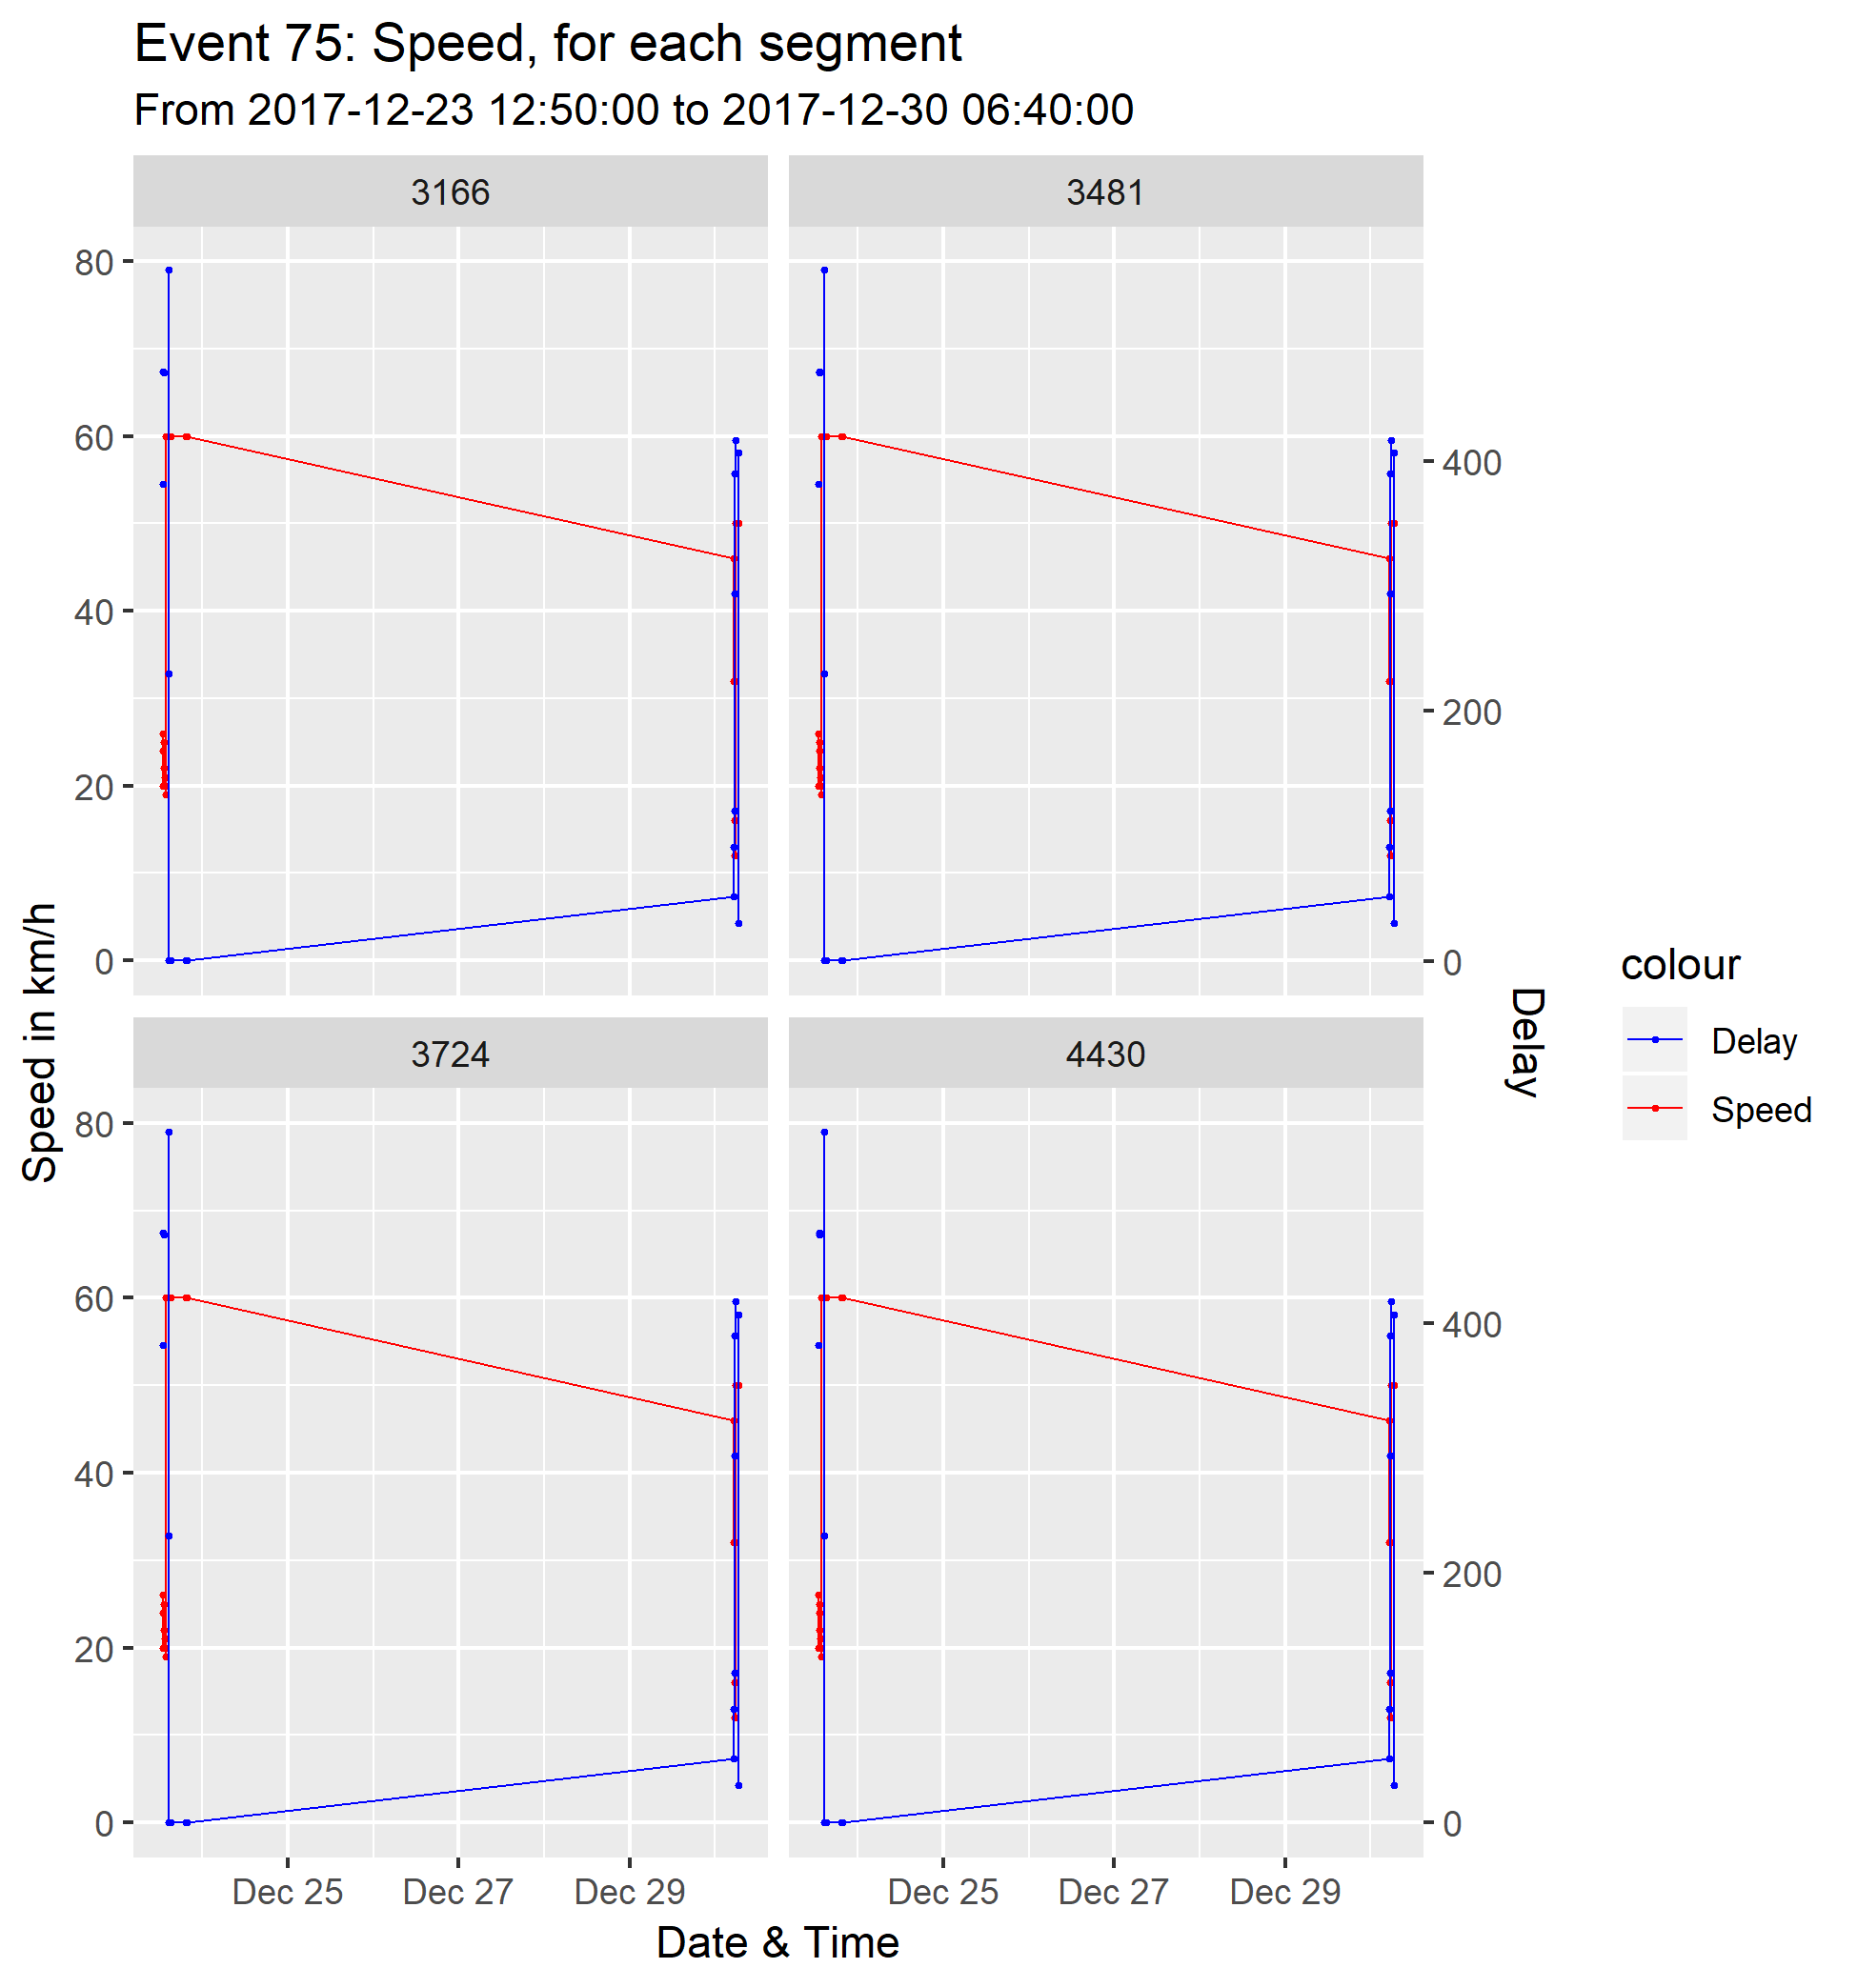 Event 75: Speed, for each segment
From 2017-12-23 12:50:00 to 2017-12-30 06:40:00
3166
3481
80
60
40
20
0
400
200
0
3724
4430
80
60
40
20
0
400
200
0
Dec 25
Dec 27
Dec 29
Dec 25
Dec 27
Dec 29
Date & Time
Speed in km/h
Delay
colour
Delay
Speed